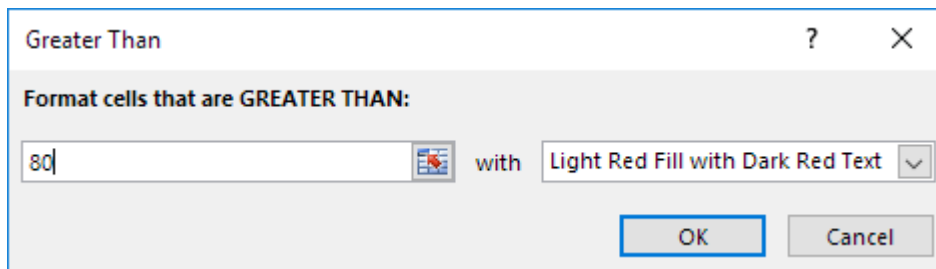 Greater Than ?
Format cells that are GREATER THAN:
80 with Light Red Fill with Dark Red Text
OK Cancel